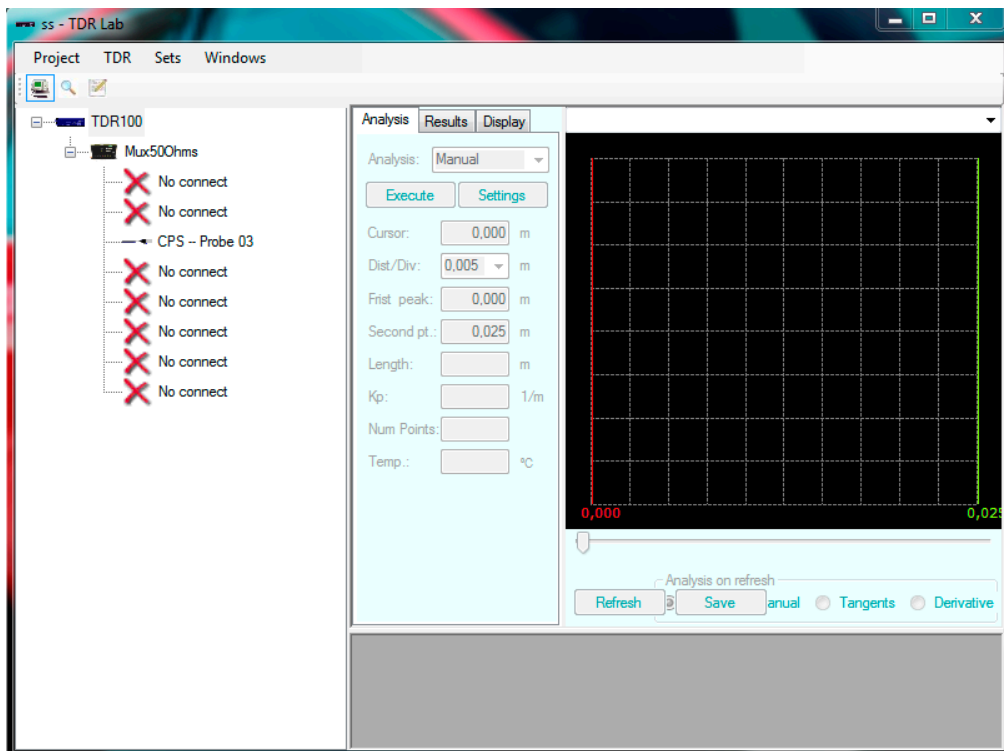 ss - TDR Lab
Project TDR Sets Windows
TDR100
Mux50Ohms
No connect
No connect
CPS -- Probe 03
No connect
No connect
No connect
No connect
No connect
Analysis Results Display
Analysis: Manual
Execute Settings
Cursor: 0,000 m
Dist/Div: 0,005 m
Frist peak: 0,000 m
Second pt.: 0,025 m
Length: m
Kp: 1/m
Num Points:
Temp.: ºC
0,000 0,025
Analysis on refresh
Refresh Save anual Tangents Derivative